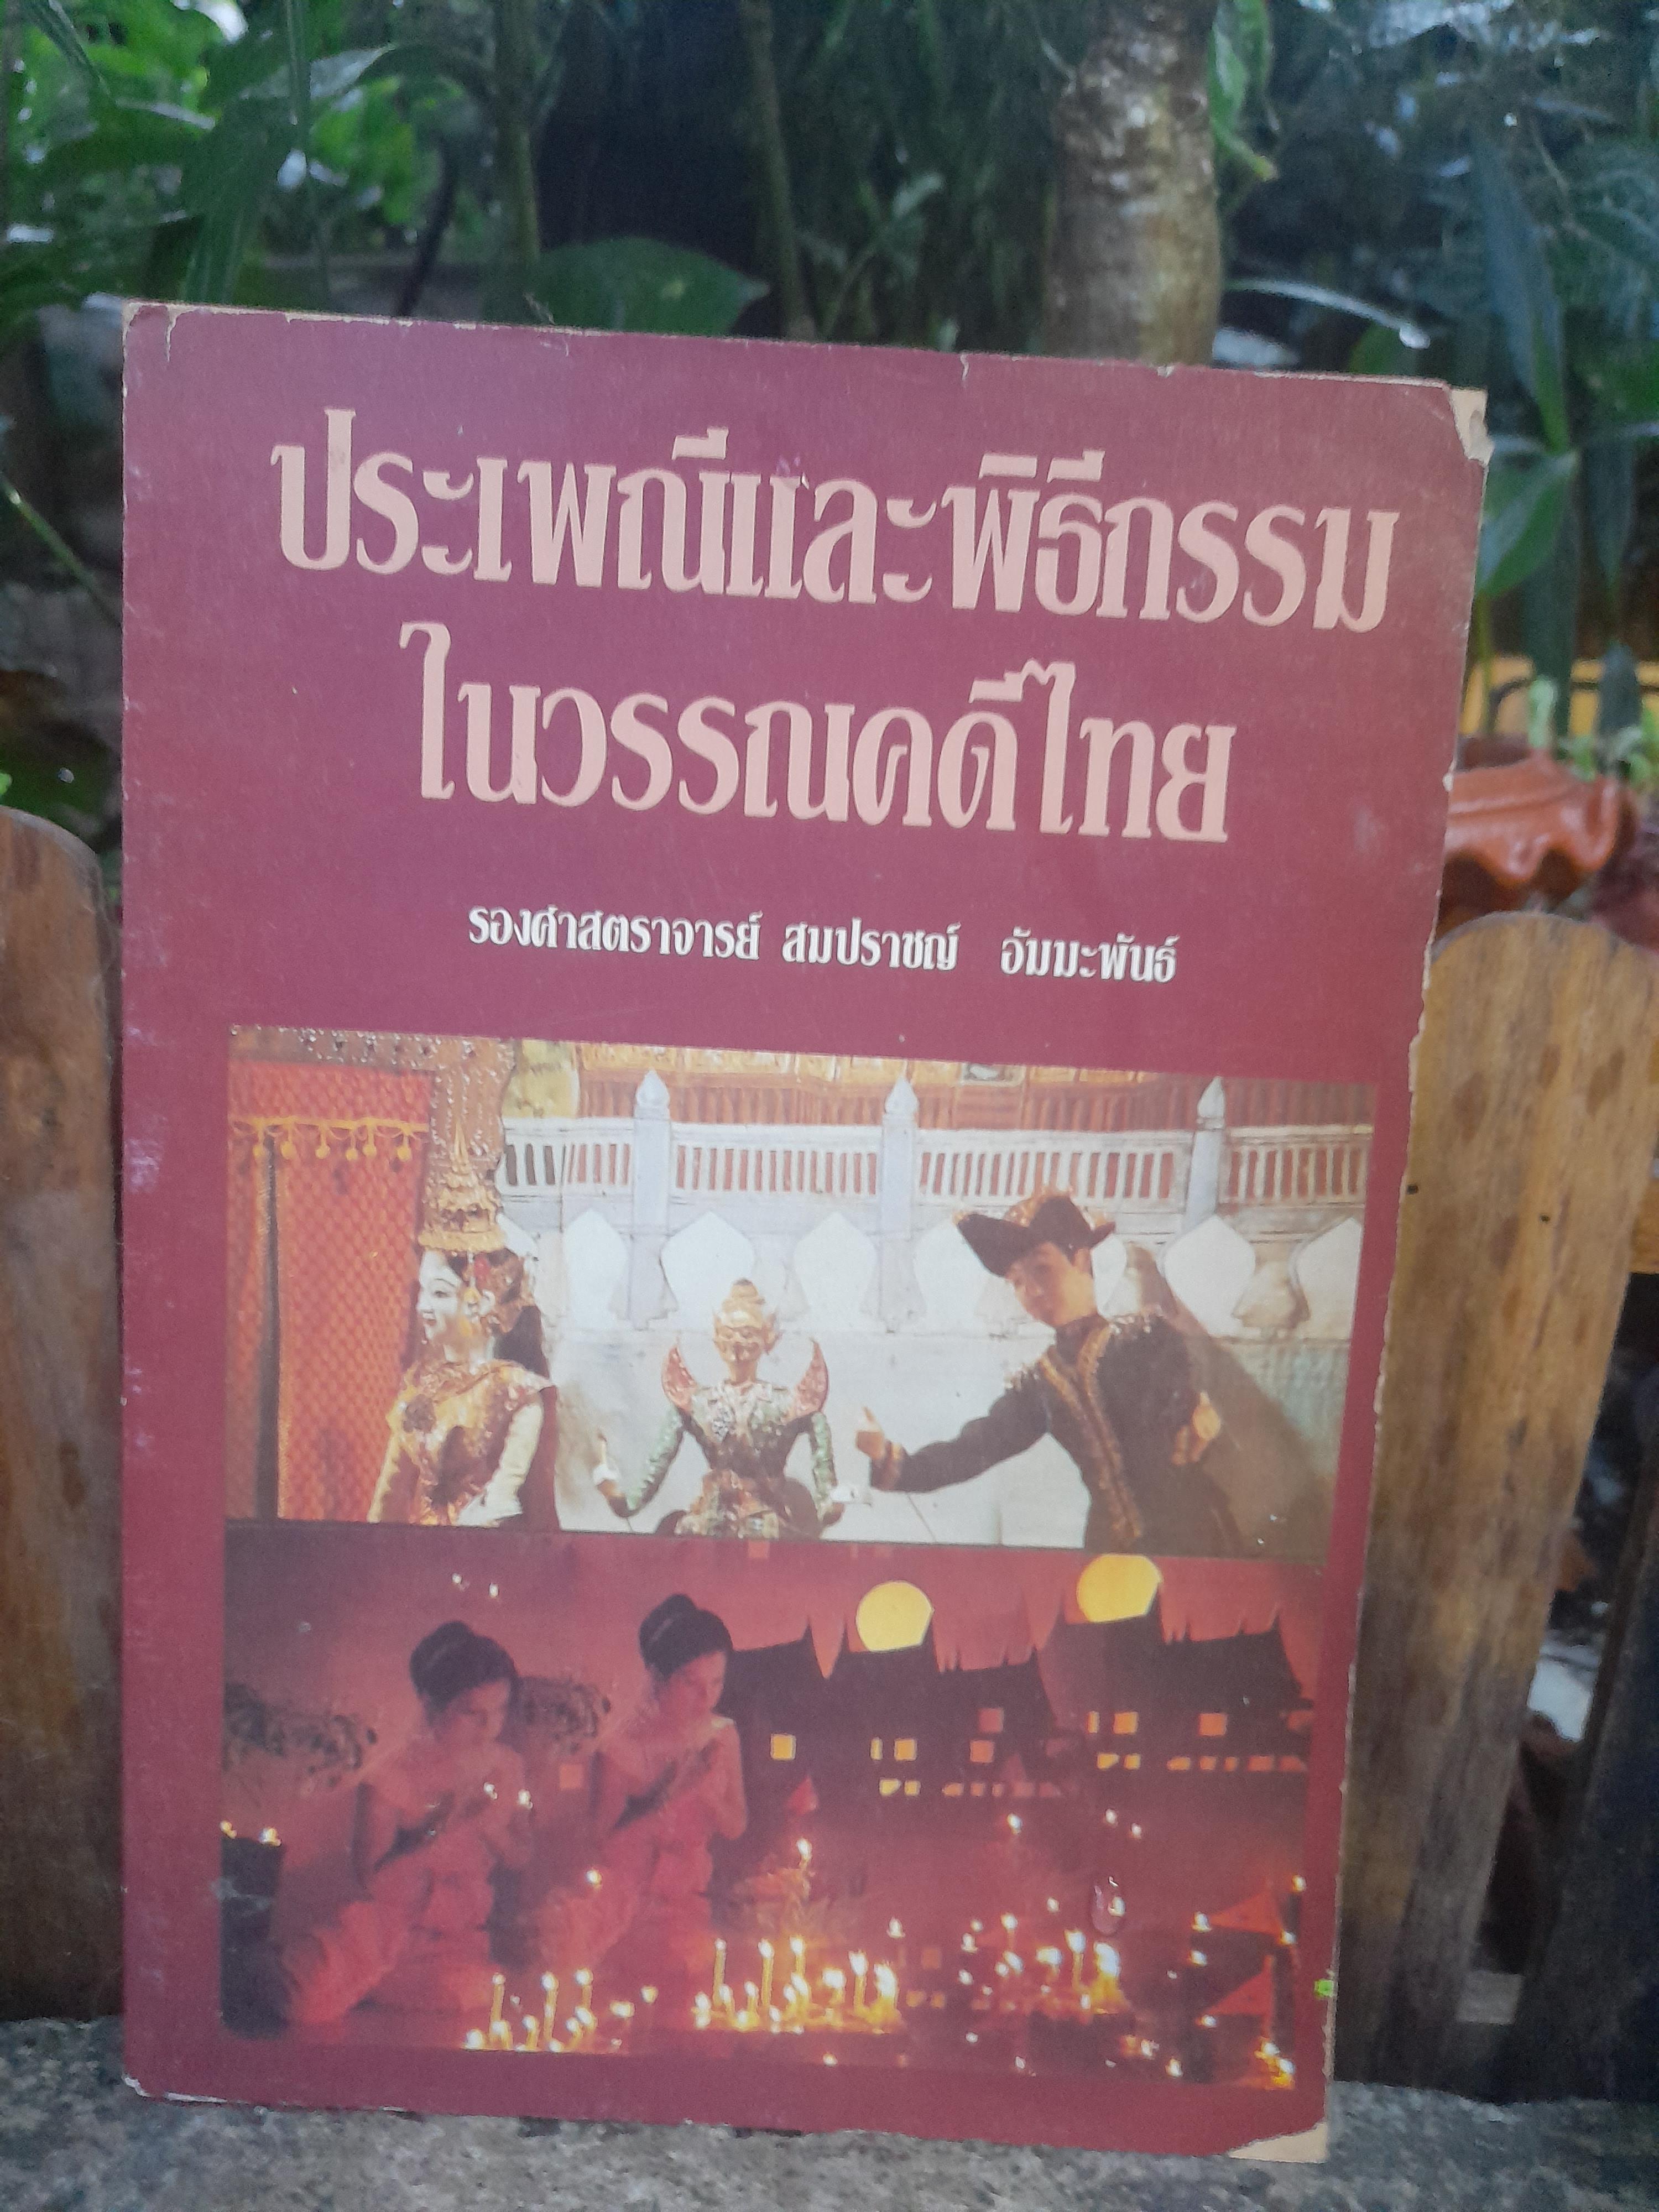 ประเพณีและพิธีกรรม
ในวรรณคดีไทย
รองศาสตราจารย์ สมปราชญ์ อัมมะพันธ์